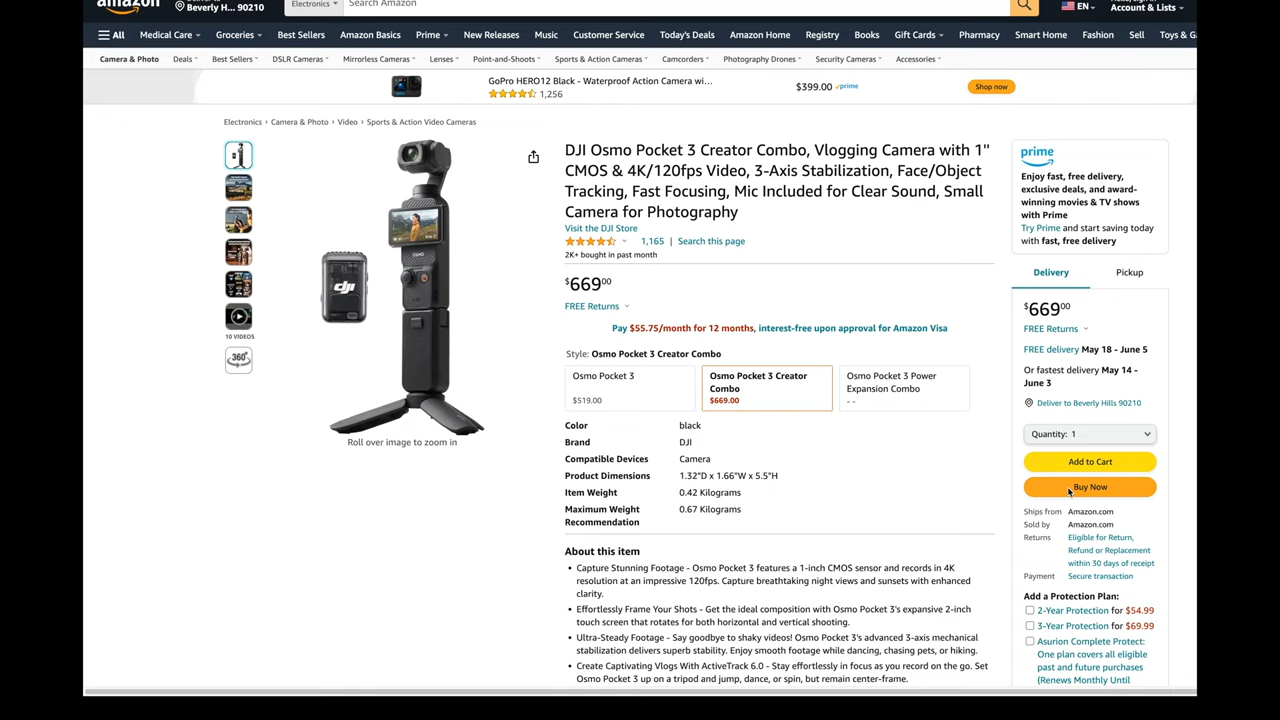 amazon
Beverly H... 90210
Electronics
Search Amazon
EN
Account & Lists
All
Medical Care
Groceries
Best Sellers
Amazon Basics
Prime
New Releases
Music
Customer Service
Today's Deals
Amazon Home
Registry
Books
Gift Cards
Pharmacy
Smart Home
Fashion
Sell
Toys & G
Camera & Photo
Deals
Best Sellers
DSLR Cameras
Mirrorless Cameras
Lenses
Point-and-Shoots
Sports & Action Cameras
Camcorders
Photography Drones
Security Cameras
Accessories
GoPro HERO12 Black - Waterproof Action Camera wi...
1,256
$399.00 prime
Shop now
Electronics › Camera & Photo › Video › Sports & Action Video Cameras
10 VIDEOS
360°
OSMO
dji
Roll over image to zoom in
DJI Osmo Pocket 3 Creator Combo, Vlogging Camera with 1"
CMOS & 4K/120fps Video, 3-Axis Stabilization, Face/Object
Tracking, Fast Focusing, Mic Included for Clear Sound, Small
Camera for Photography
Visit the DJI Store
1,165 | Search this page
2K+ bought in past month
$669 00
FREE Returns
Pay $55.75/month for 12 months, interest-free upon approval for Amazon Visa
Style: Osmo Pocket 3 Creator Combo
Osmo Pocket 3
$519.00
Osmo Pocket 3 Creator
Combo
$669.00
Osmo Pocket 3 Power
Expansion Combo
- -
Color black
Brand DJI
Compatible Devices Camera
Product Dimensions 1.32"D x 1.66"W x 5.5"H
Item Weight 0.42 Kilograms
Maximum Weight 0.67 Kilograms
Recommendation
About this item
• Capture Stunning Footage - Osmo Pocket 3 features a 1-inch CMOS sensor and records in 4K
resolution at an impressive 120fps. Capture breathtaking night views and sunsets with enhanced
clarity.
• Effortlessly Frame Your Shots - Get the ideal composition with Osmo Pocket 3's expansive 2-inch
touch screen that rotates for both horizontal and vertical shooting.
• Ultra-Steady Footage - Say goodbye to shaky videos! Osmo Pocket 3's advanced 3-axis mechanical
stabilization delivers superb stability. Enjoy smooth footage while dancing, chasing pets, or hiking.
• Create Captivating Vlogs With ActiveTrack 6.0 - Stay effortlessly in focus as you record on the go. Set
Osmo Pocket 3 up on a tripod and jump, dance, or spin, but remain center-frame.
prime
Enjoy fast, free delivery,
exclusive deals, and award-
winning movies & TV shows
with Prime
Try Prime and start saving today
with fast, free delivery
Delivery
Pickup
$669 00
FREE Returns
FREE delivery May 18 - June 5
Or fastest delivery May 14 -
June 3
Deliver to Beverly Hills 90210
Quantity: 1
Add to Cart
Buy Now
Ships from Amazon.com
Sold by Amazon.com
Returns Eligible for Return,
Refund or Replacement
within 30 days of receipt
Payment Secure transaction
Add a Protection Plan:
2-Year Protection for $54.99
3-Year Protection for $69.99
Asurion Complete Protect:
One plan covers all eligible
past and future purchases
(Renews Monthly Until